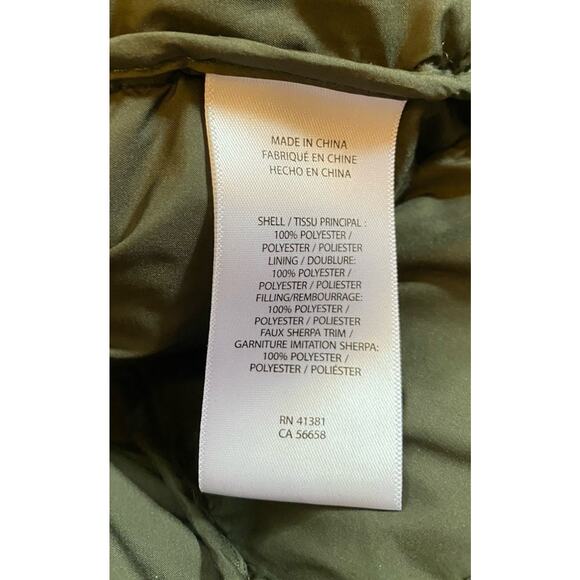 MADE IN CHINA
FABRIQUÉ EN CHINE
HECHO EN CHINA
SHELL / TISSU PRINCIPAL :
100% POLYESTER /
POLYESTER / POLIESTER
LINING / DOUBLURE:
100% POLYESTER /
POLYESTER / POLIESTER
FILLING/REMBOURRAGE:
100% POLYESTER /
POLYESTER / POLIESTER
FAUX SHERPA TRIM /
GARNITURE IMITATION SHERPA:
100% POLYESTER /
POLYESTER / POLIÉSTER
RN 41381
CA 56658